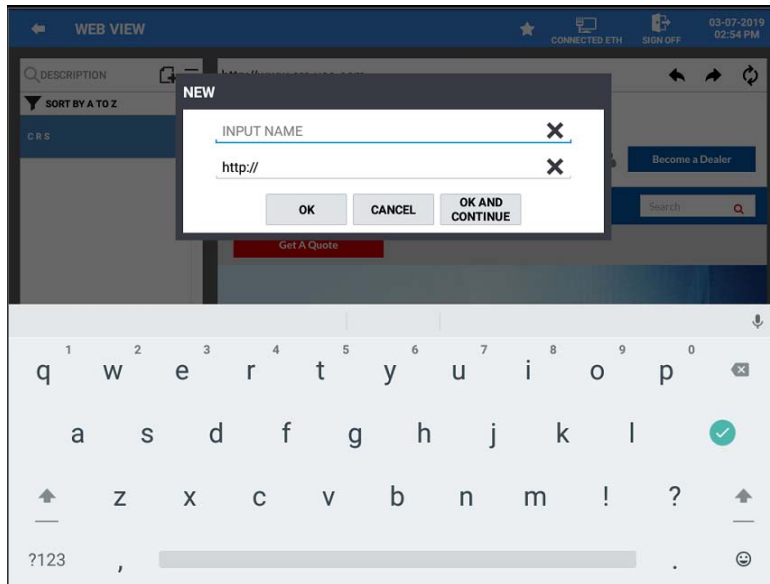 WEB VIEW
CONNECTED ETH
SIGN OFF
03-07-2019
02:54 PM
DESCRIPTION
SORT BY A TO Z
C R S
NEW
INPUT NAME
http://
OK
CANCEL
OK AND
CONTINUE
Become a Dealer
Search
Get A Quote
1 2 3 4 5 6 7 8 9 0
q w e r t y u i o p
a s d f g h j k l
z x c v b n m ! ?
?123 , .